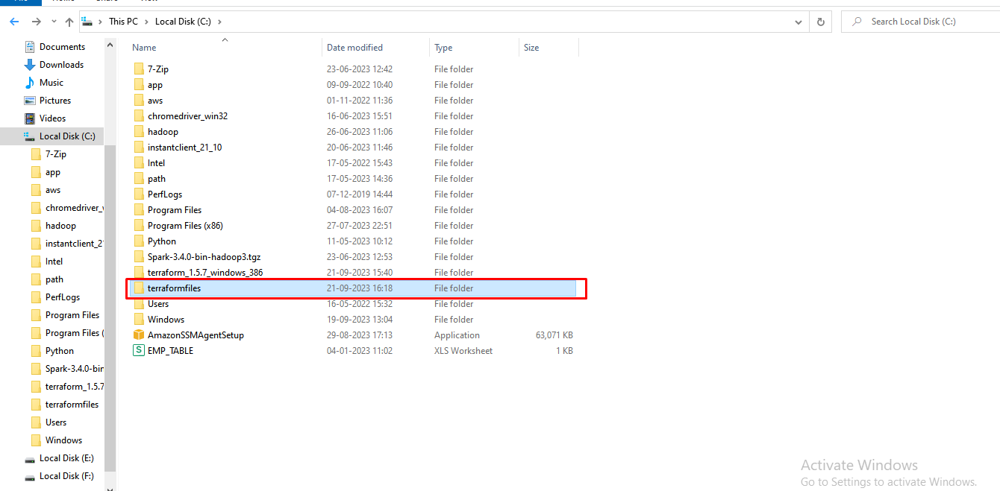 This PC > Local Disk (C:) >
Search Local Disk (C:)
Documents
Downloads
Music
Pictures
Videos
Local Disk (C:)
7-Zip
app
aws
chromedriver_
hadoop
instantclient_2
Intel
path
PerfLogs
Program Files
Program Files (
Python
Spark-3.4.0-bin
terraform_1.5.7
terraformfiles
Users
Windows
Local Disk (E:)
Local Disk (F:)
Name Date modified Type Size
7-Zip 23-06-2023 12:42 File folder
app 09-09-2022 10:40 File folder
aws 01-11-2022 11:36 File folder
chromedriver_win32 16-06-2023 15:51 File folder
hadoop 26-06-2023 11:06 File folder
instantclient_21_10 20-06-2023 11:46 File folder
Intel 17-05-2022 15:43 File folder
path 17-05-2023 14:36 File folder
PerfLogs 07-12-2019 14:44 File folder
Program Files 04-08-2023 16:07 File folder
Program Files (x86) 27-07-2023 22:51 File folder
Python 11-05-2023 10:12 File folder
Spark-3.4.0-bin-hadoop3.tgz 23-06-2023 12:53 File folder
terraform_1.5.7_windows_386 21-09-2023 15:40 File folder
terraformfiles 21-09-2023 16:18 File folder
Users 16-05-2022 15:32 File folder
Windows 19-09-2023 13:04 File folder
AmazonSSMAgentSetup 29-08-2023 17:13 Application 63,071 KB
EMP_TABLE 04-01-2023 11:02 XLS Worksheet 1 KB
Activate Windows
Go to Settings to activate Windows.